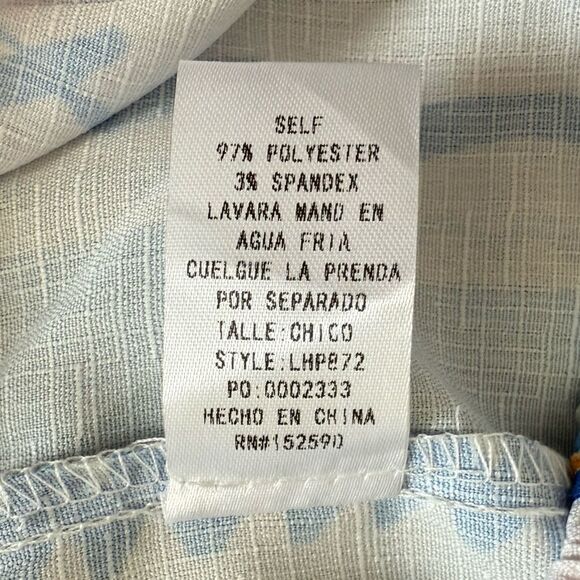 SELF
97% POLYESTER
3% SPANDEX
LAVARA MANO EN
AGUA FRIA
CUELGUE LA PRENDA
POR SEPARADO
TALLE:CHICO
STYLE:LHP872
PO:0002333
HECHO EN CHINA
RN#152590